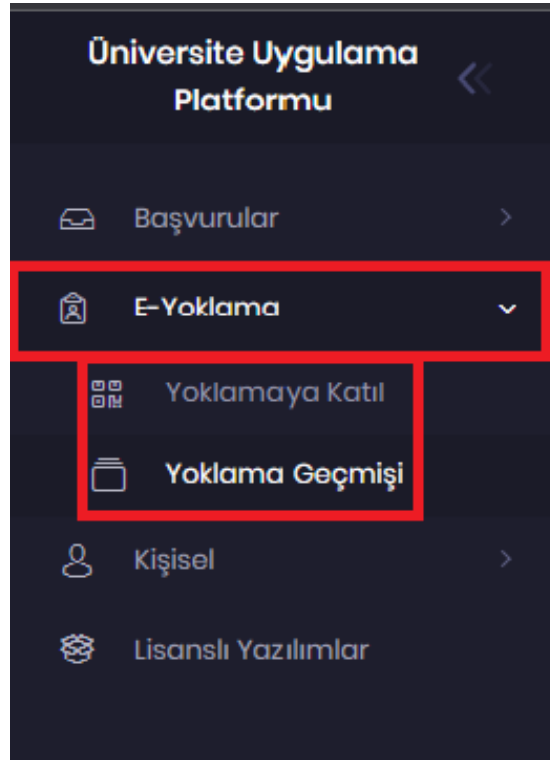 Üniversite Uygulama
Platformu
Başvurular
E-Yoklama
Yoklamaya Katıl
Yoklama Geçmişi
Kişisel
Lisanslı Yazılımlar